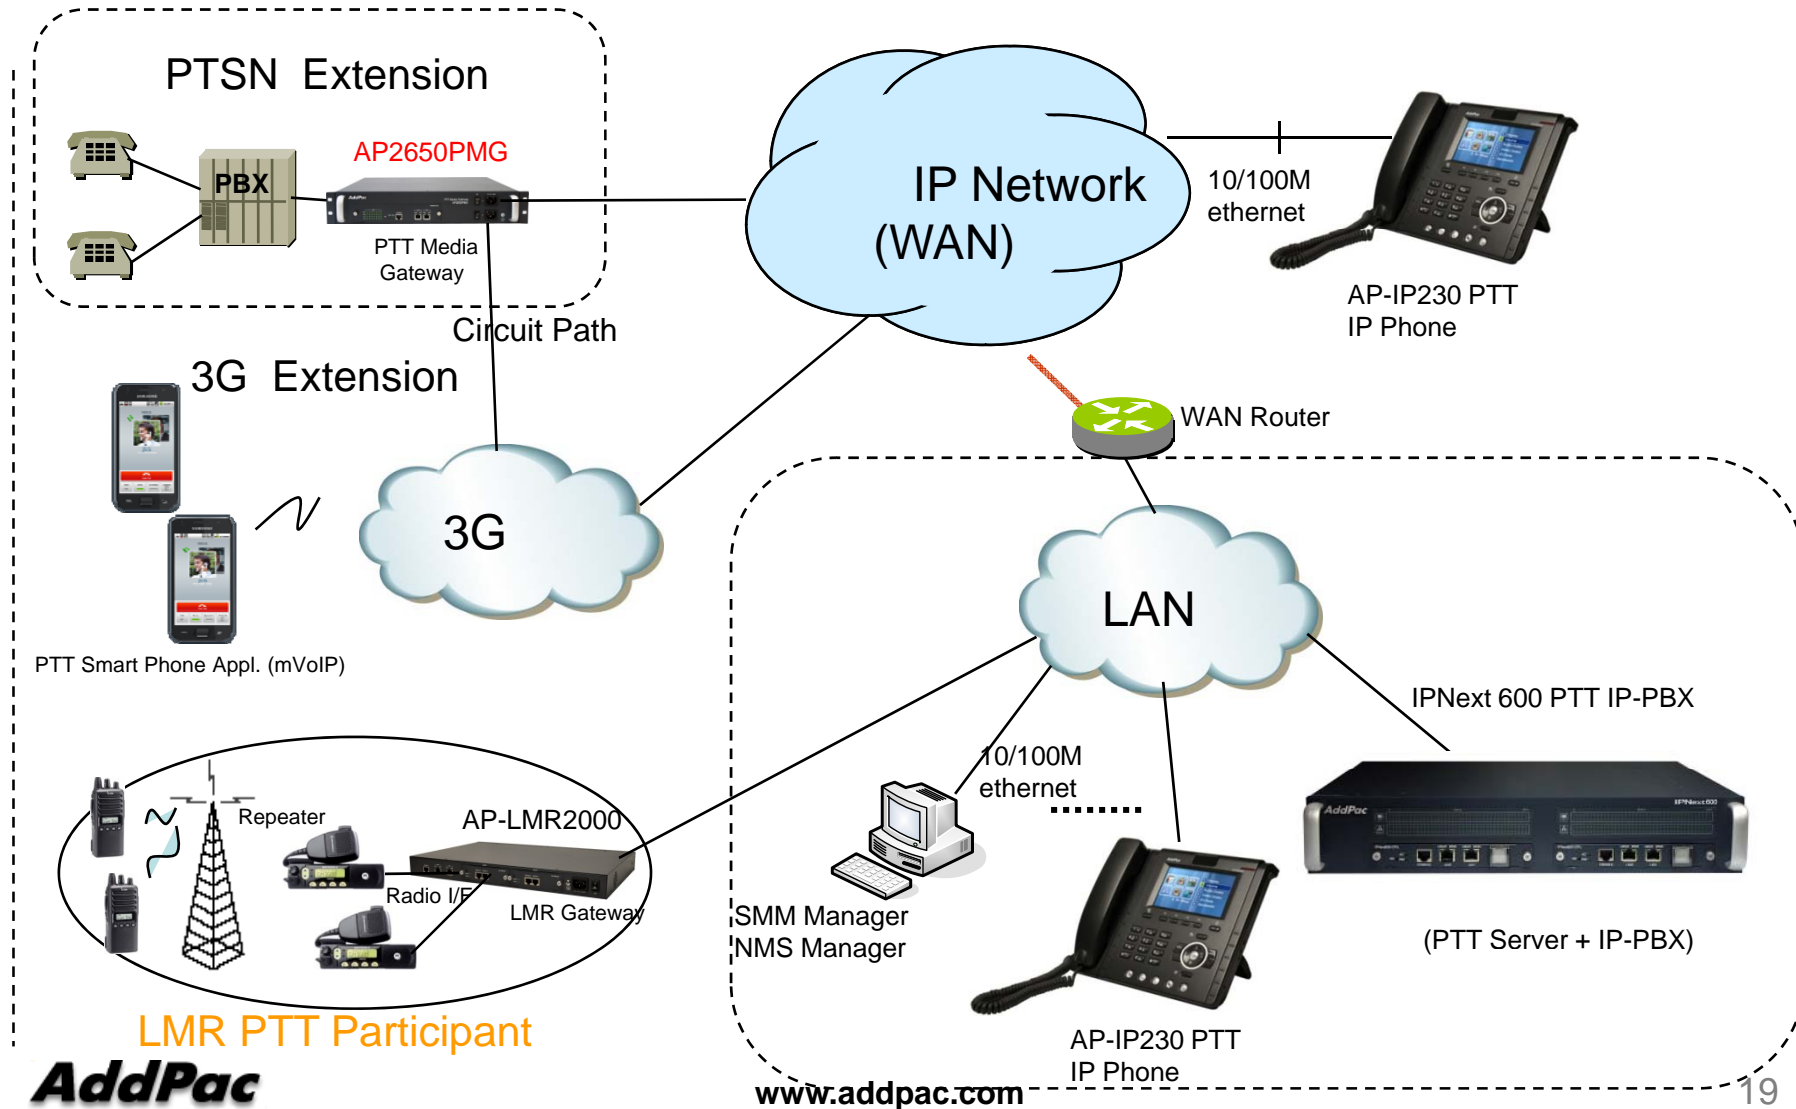 PTSN Extension
AP2650PMG
PBX
PTT Media
Gateway
IP Network
(WAN)
10/100M
ethernet
AP-IP230 PTT
IP Phone
Circuit Path
3G Extension
WAN Router
3G
LAN
PTT Smart Phone Appl. (mVoIP)
IPNext 600 PTT IP-PBX
10/100M
ethernet
Repeater
AP-LMR2000
AddPac
IPNext 600
Radio I/F
LMR Gateway
SMM Manager
NMS Manager
(PTT Server + IP-PBX)
LMR PTT Participant
AP-IP230 PTT
IP Phone
AddPac
www.addpac.com
19